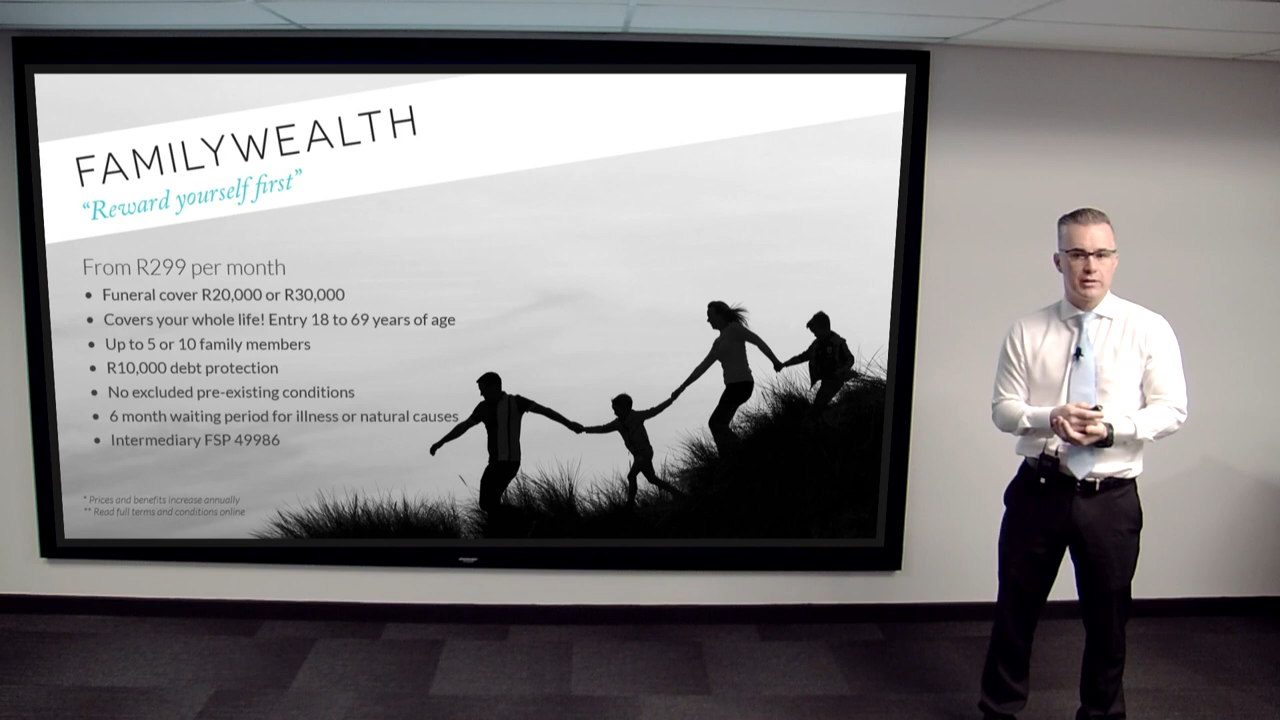 FAMILYWEALTH
“Reward yourself first”
From R299 per month
• Funeral cover R20,000 or R30,000
• Covers your whole life! Entry 18 to 69 years of age
• Up to 5 or 10 family members
• R10,000 debt protection
• No excluded pre-existing conditions
• 6 month waiting period for illness or natural causes
• Intermediary FSP 49986
* Prices and benefits increase annually
** Read full terms and conditions online